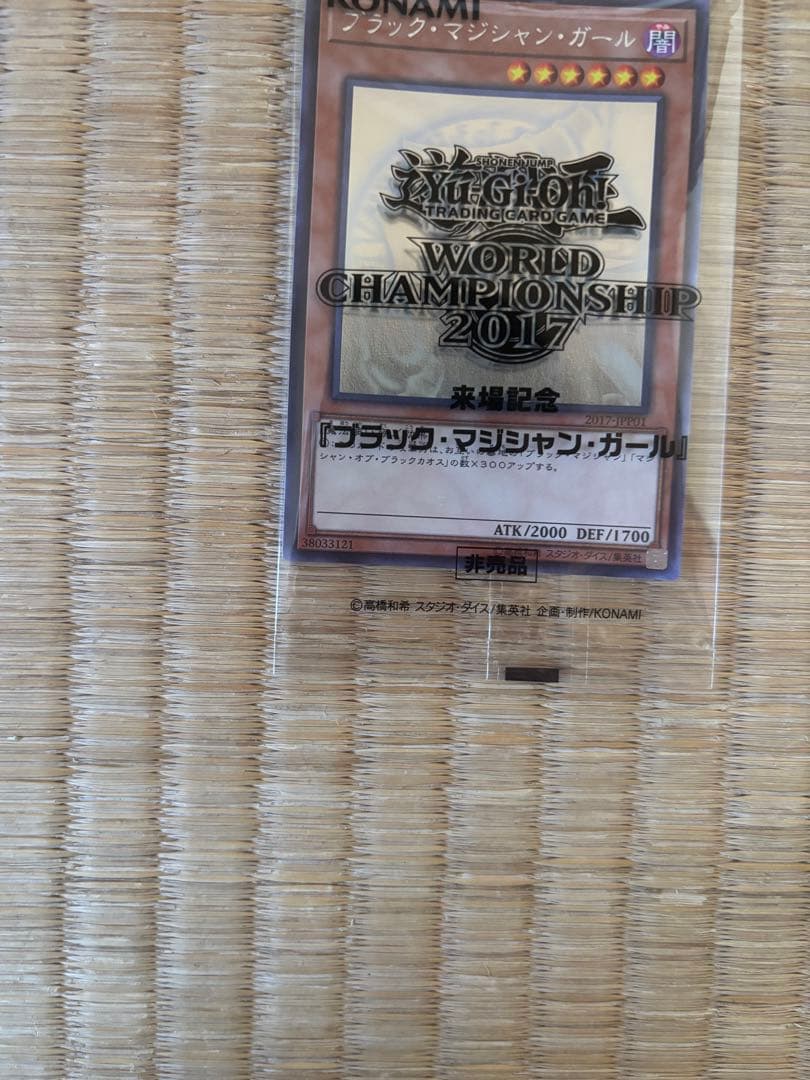 KONAMI
ブラック・マジシャン・ガール
闇
SHONEN JUMP
遊戯王
Yu-Gi-Oh!
TRADING CARD GAME
WORLD
CHAMPIONSHIP
2017
来場記念
2017-JPP01
『ブラック・マジシャン・ガール』
シャン・オブ・ブラックカオス」の数×300アップする。
ATK/2000 DEF/1700
38033121
スタジオ・ダイス/集英社
非売品
©高橋和希 スタジオ・ダイス/集英社 企画・制作/KONAMI